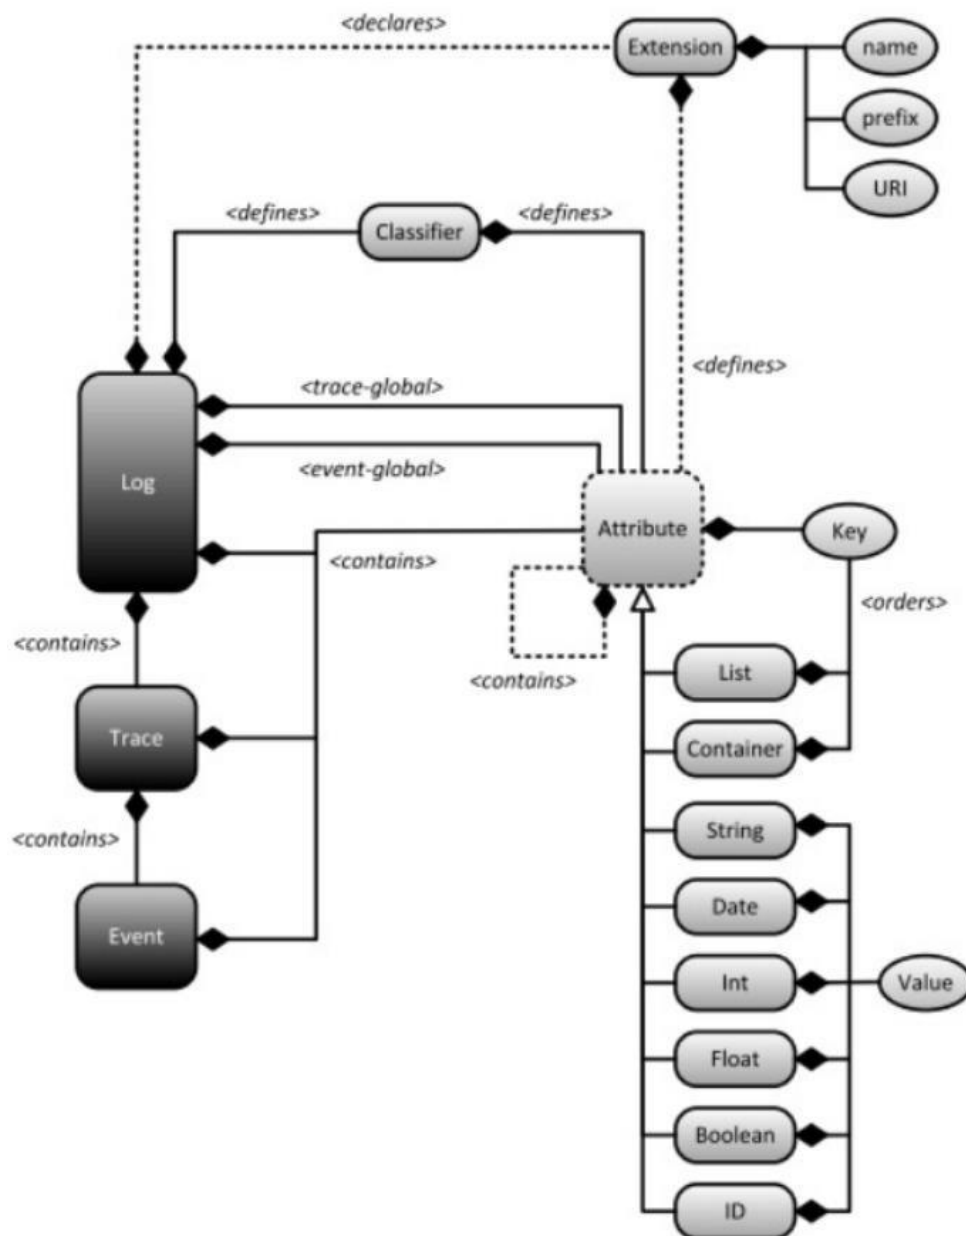 <declares>
Extension
name
prefix
URI
<defines>
Classifier
<defines>
<defines>
<trace-global>
Log
<event-global>
Attribute
Key
<contains>
<orders>
<contains>
List
<contains>
Trace
Container
<contains>
String
Date
Event
Int
Value
Float
Boolean
ID